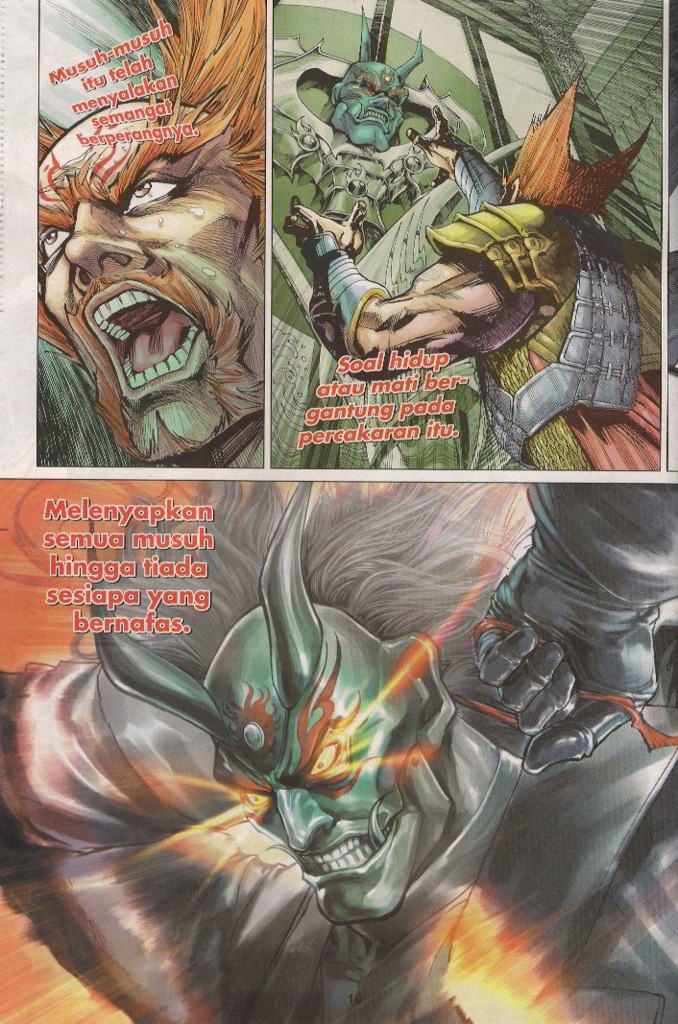 Musuh-musuh
itu telah
menyalakan
semangat
berperangnya.
Soal hidup
atau mati ber-
gantung pada
percakaran itu.
Melenyapkan
semua musuh
hingga tiada
sesiapa yang
bernafas.
10